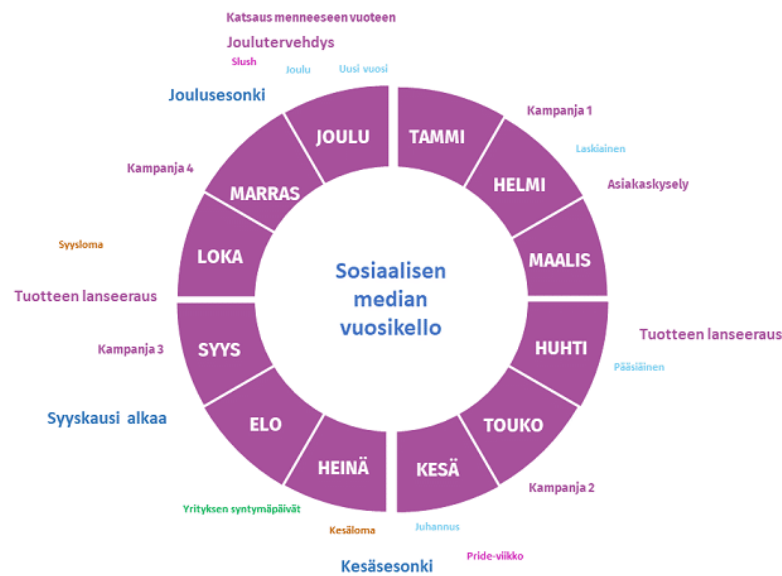 Katsaus menneeseen vuoteen
Joulutervehdys
Slush
Joulu
Uusi vuosi
Joulusesonki
JOULU
TAMMI
Kampanja 1
Laskiainen
HELMI
Asiakaskysely
MAALIS
Tuotteen lanseeraus
HUHTI
Pääsiäinen
TOUKO
Kampanja 2
KESÄ
Juhannus
Pride-viikko
Kesäsesonki
Kesäloma
HEINÄ
Yrityksen syntymäpäivät
ELO
Syyskausi alkaa
SYYS
Kampanja 3
Tuotteen lanseeraus
LOKA
Syysloma
MARRAS
Kampanja 4
Sosiaalisen
median
vuosikello